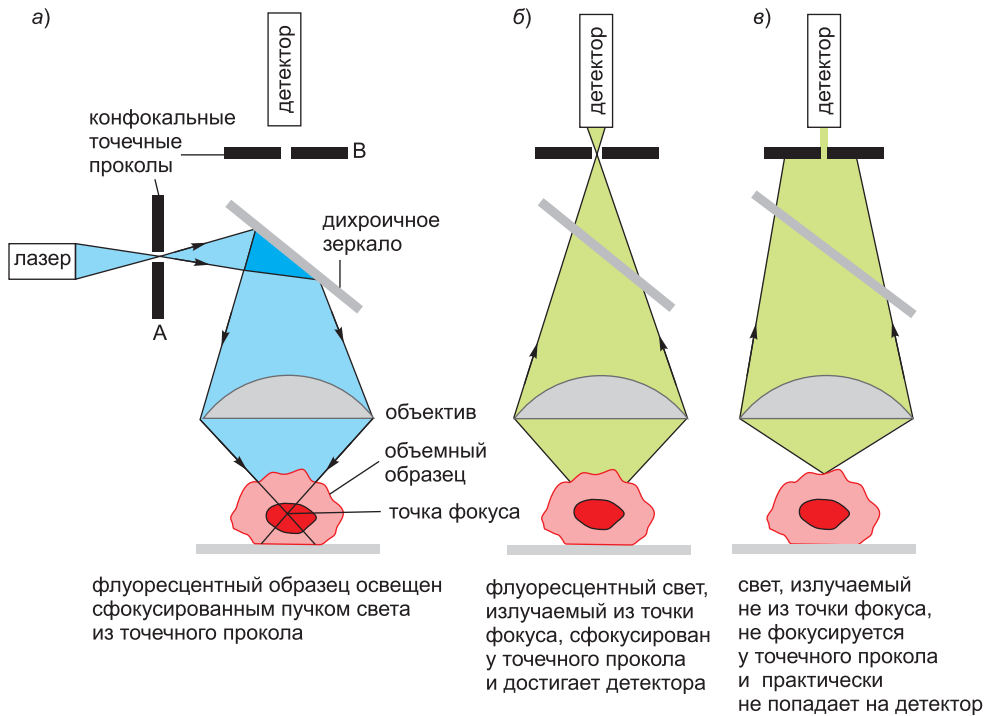 а)
детектор
конфокальные
точечные
проколы
В
дихроичное
зеркало
лазер
А
объектив
объемный
образец
точка фокуса
флуоресцентный образец освещен
сфокусированным пучком света
из точечного прокола
б)
детектор
флуоресцентный свет,
излучаемый из точки
фокуса, сфокусирован
у точечного прокола
и достигает детектора
в)
детектор
свет, излучаемый
не из точки фокуса,
не фокусируется
у точечного прокола
и практически
не попадает на детектор